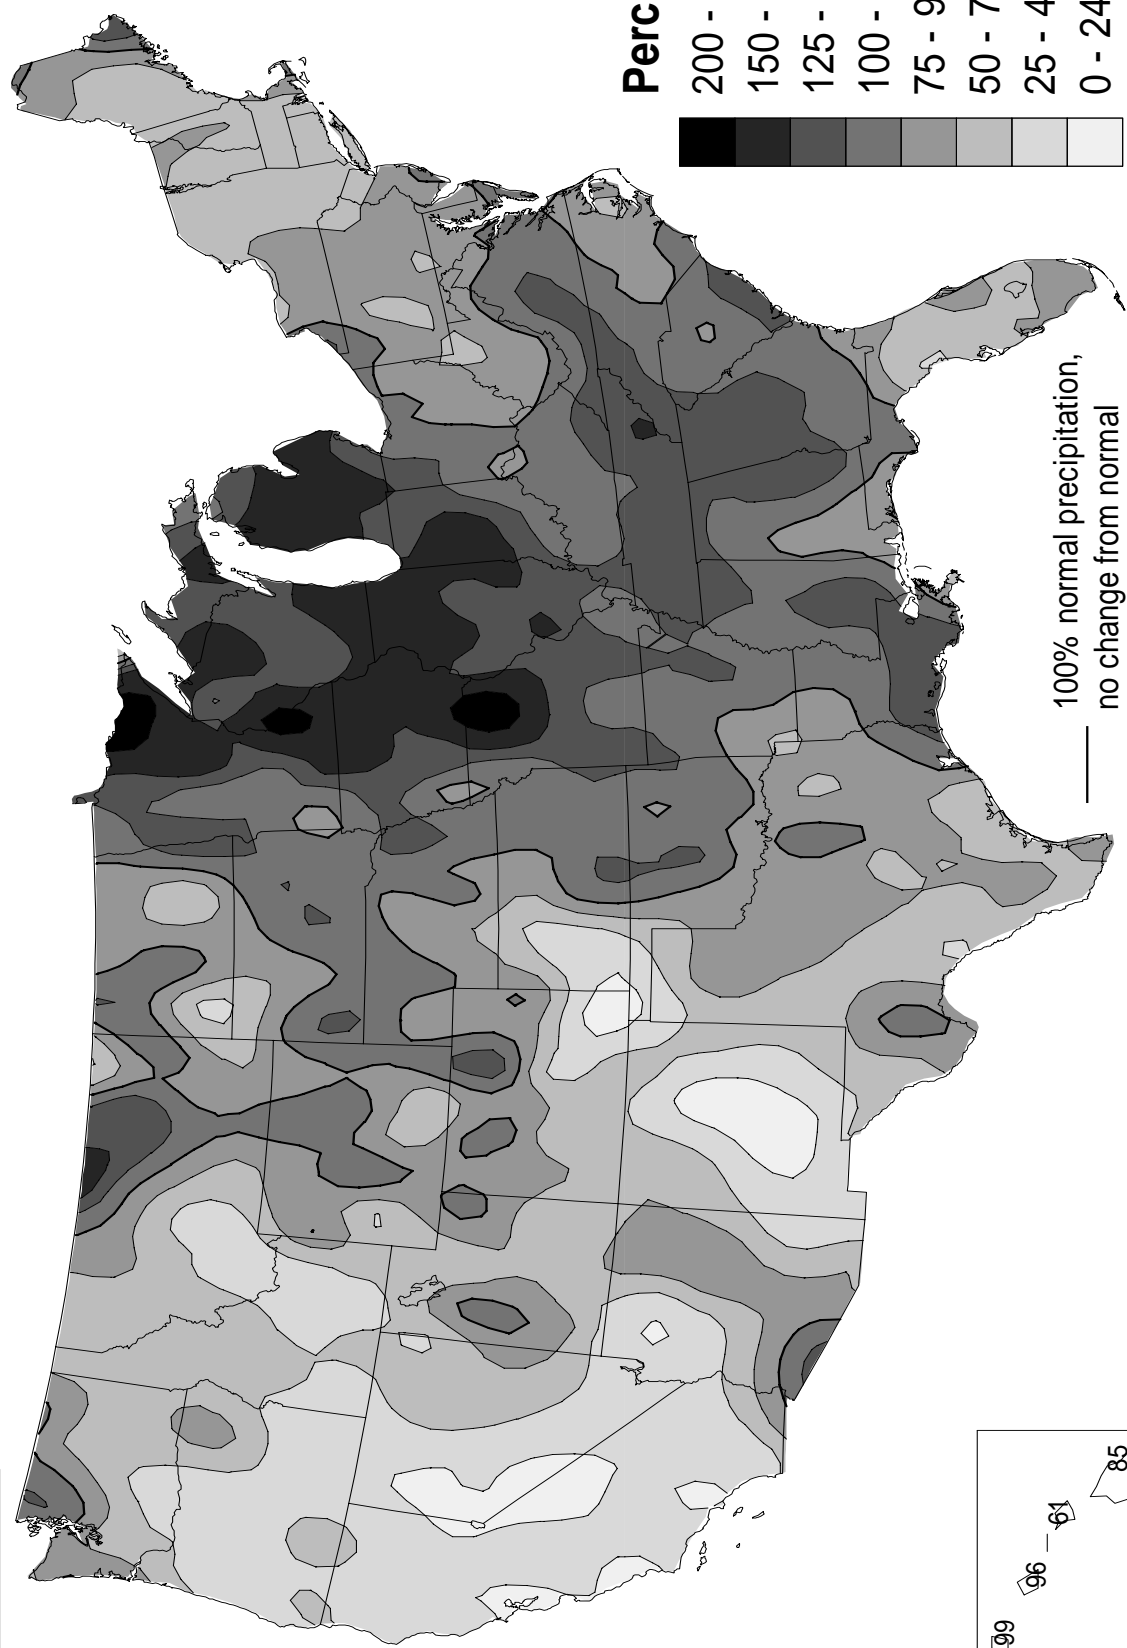 Perc
200 -
150 -
125 -
100 -
75 - 9
50 - 7
25 - 4
0 - 24
100% normal precipitation,
no change from normal
99
96
61
85